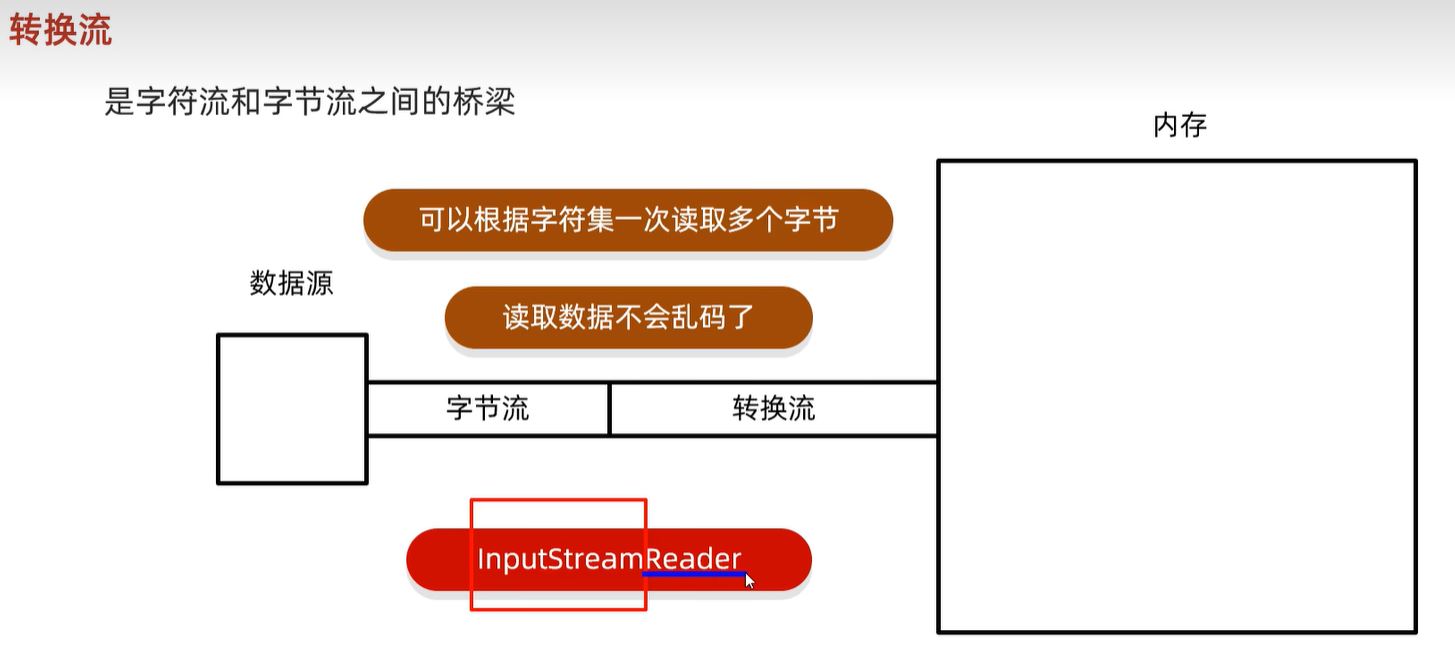 转换流
是字符流和字节流之间的桥梁
内存
可以根据字符集一次读取多个字节
数据源
读取数据不会乱码了
字节流
转换流
InputStreamReader